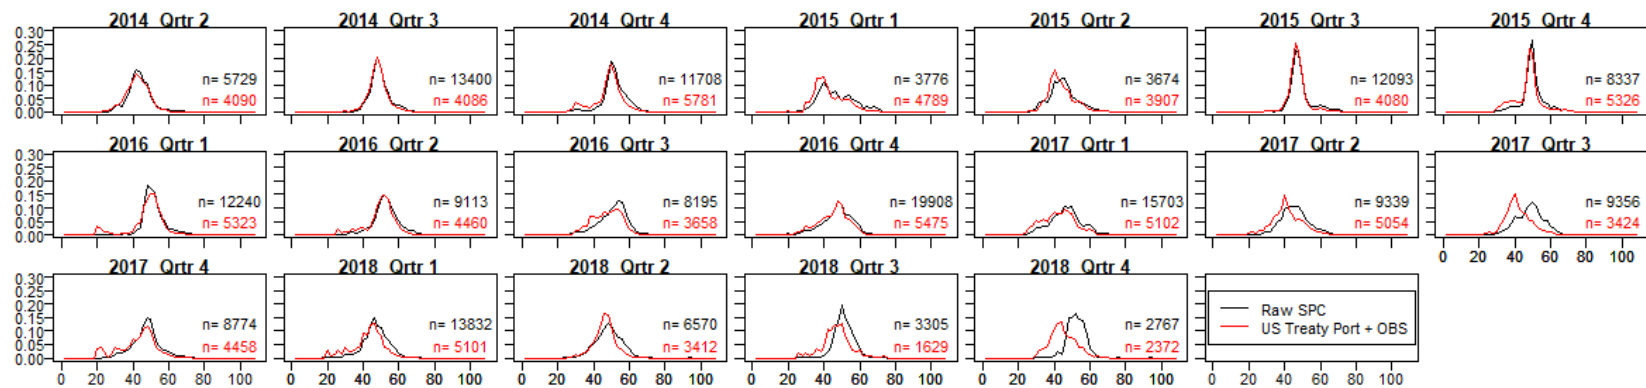 2014 Qrtr 2 2014 Qrtr 3 2014 Qrtr 4 2015 Qrtr 1 2015 Qrtr 2 2015 Qrtr 3 2015 Qrtr 4
0.30
0.25
0.20
0.15
0.10
0.05
0.00
n= 5729 n= 13400 n= 11708 n= 3776 n= 3674 n= 12093 n= 8337
n= 4090 n= 4086 n= 5781 n= 4789 n= 3907 n= 4080 n= 5326
2016 Qrtr 1 2016 Qrtr 2 2016 Qrtr 3 2016 Qrtr 4 2017 Qrtr 1 2017 Qrtr 2 2017 Qrtr 3
0.30
0.25
0.20
0.15
0.10
0.05
0.00
n= 12240 n= 9113 n= 8195 n= 19908 n= 15703 n= 9339 n= 9356
n= 5323 n= 4460 n= 3658 n= 5475 n= 5102 n= 5054 n= 3424
0 20 40 60 80 100
2017 Qrtr 4 2018 Qrtr 1 2018 Qrtr 2 2018 Qrtr 3 2018 Qrtr 4
0.30
0.25
0.20
0.15
0.10
0.05
0.00
n= 8774 n= 13832 n= 6570 n= 3305 n= 2767
n= 4458 n= 5101 n= 3412 n= 1629 n= 2372
Raw SPC
US Treaty Port + OBS
0 20 40 60 80 100 0 20 40 60 80 100 0 20 40 60 80 100 0 20 40 60 80 100 0 20 40 60 80 100 0 20 40 60 80 100